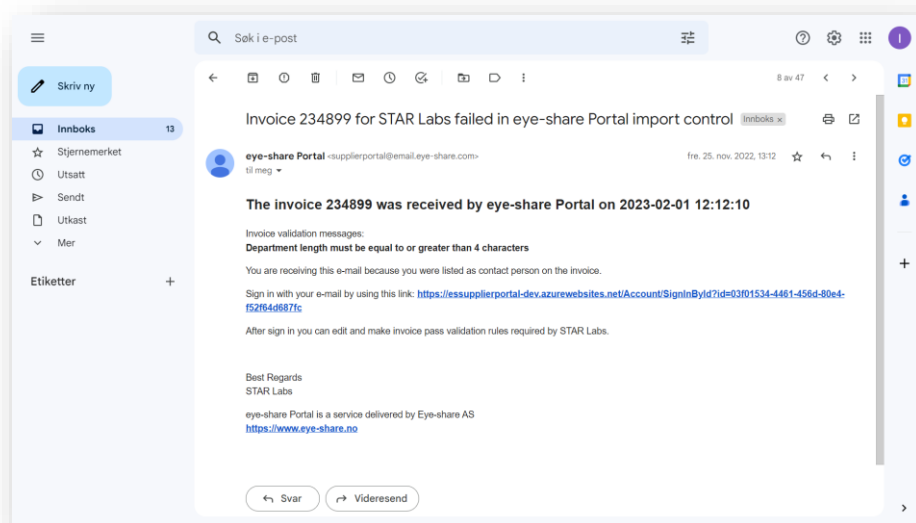 Søk i e-post
Skriv ny
Innboks 13
Stjernemerket
Utsatt
Sendt
Utkast
Mer
Etiketter
8 av 47
Invoice 234899 for STAR Labs failed in eye-share Portal import control Innboks ×
eye-share Portal <supplierportal@email.eye-share.com> fre. 25. nov. 2022, 13:12
til meg
The invoice 234899 was received by eye-share Portal on 2023-02-01 12:12:10
Invoice validation messages:
Department length must be equal to or greater than 4 characters
You are receiving this e-mail because you were listed as contact person on the invoice.
Sign in with your e-mail by using this link: https://essupplierportal-dev.azurewebsites.net/Account/SignInById?id=03f01534-4461-456d-80e4-
f52f64d687fc
After sign in you can edit and make invoice pass validation rules required by STAR Labs.
Best Regards
STAR Labs
eye-share Portal is a service delivered by Eye-share AS
https://www.eye-share.no
Svar
Videresend
I
31